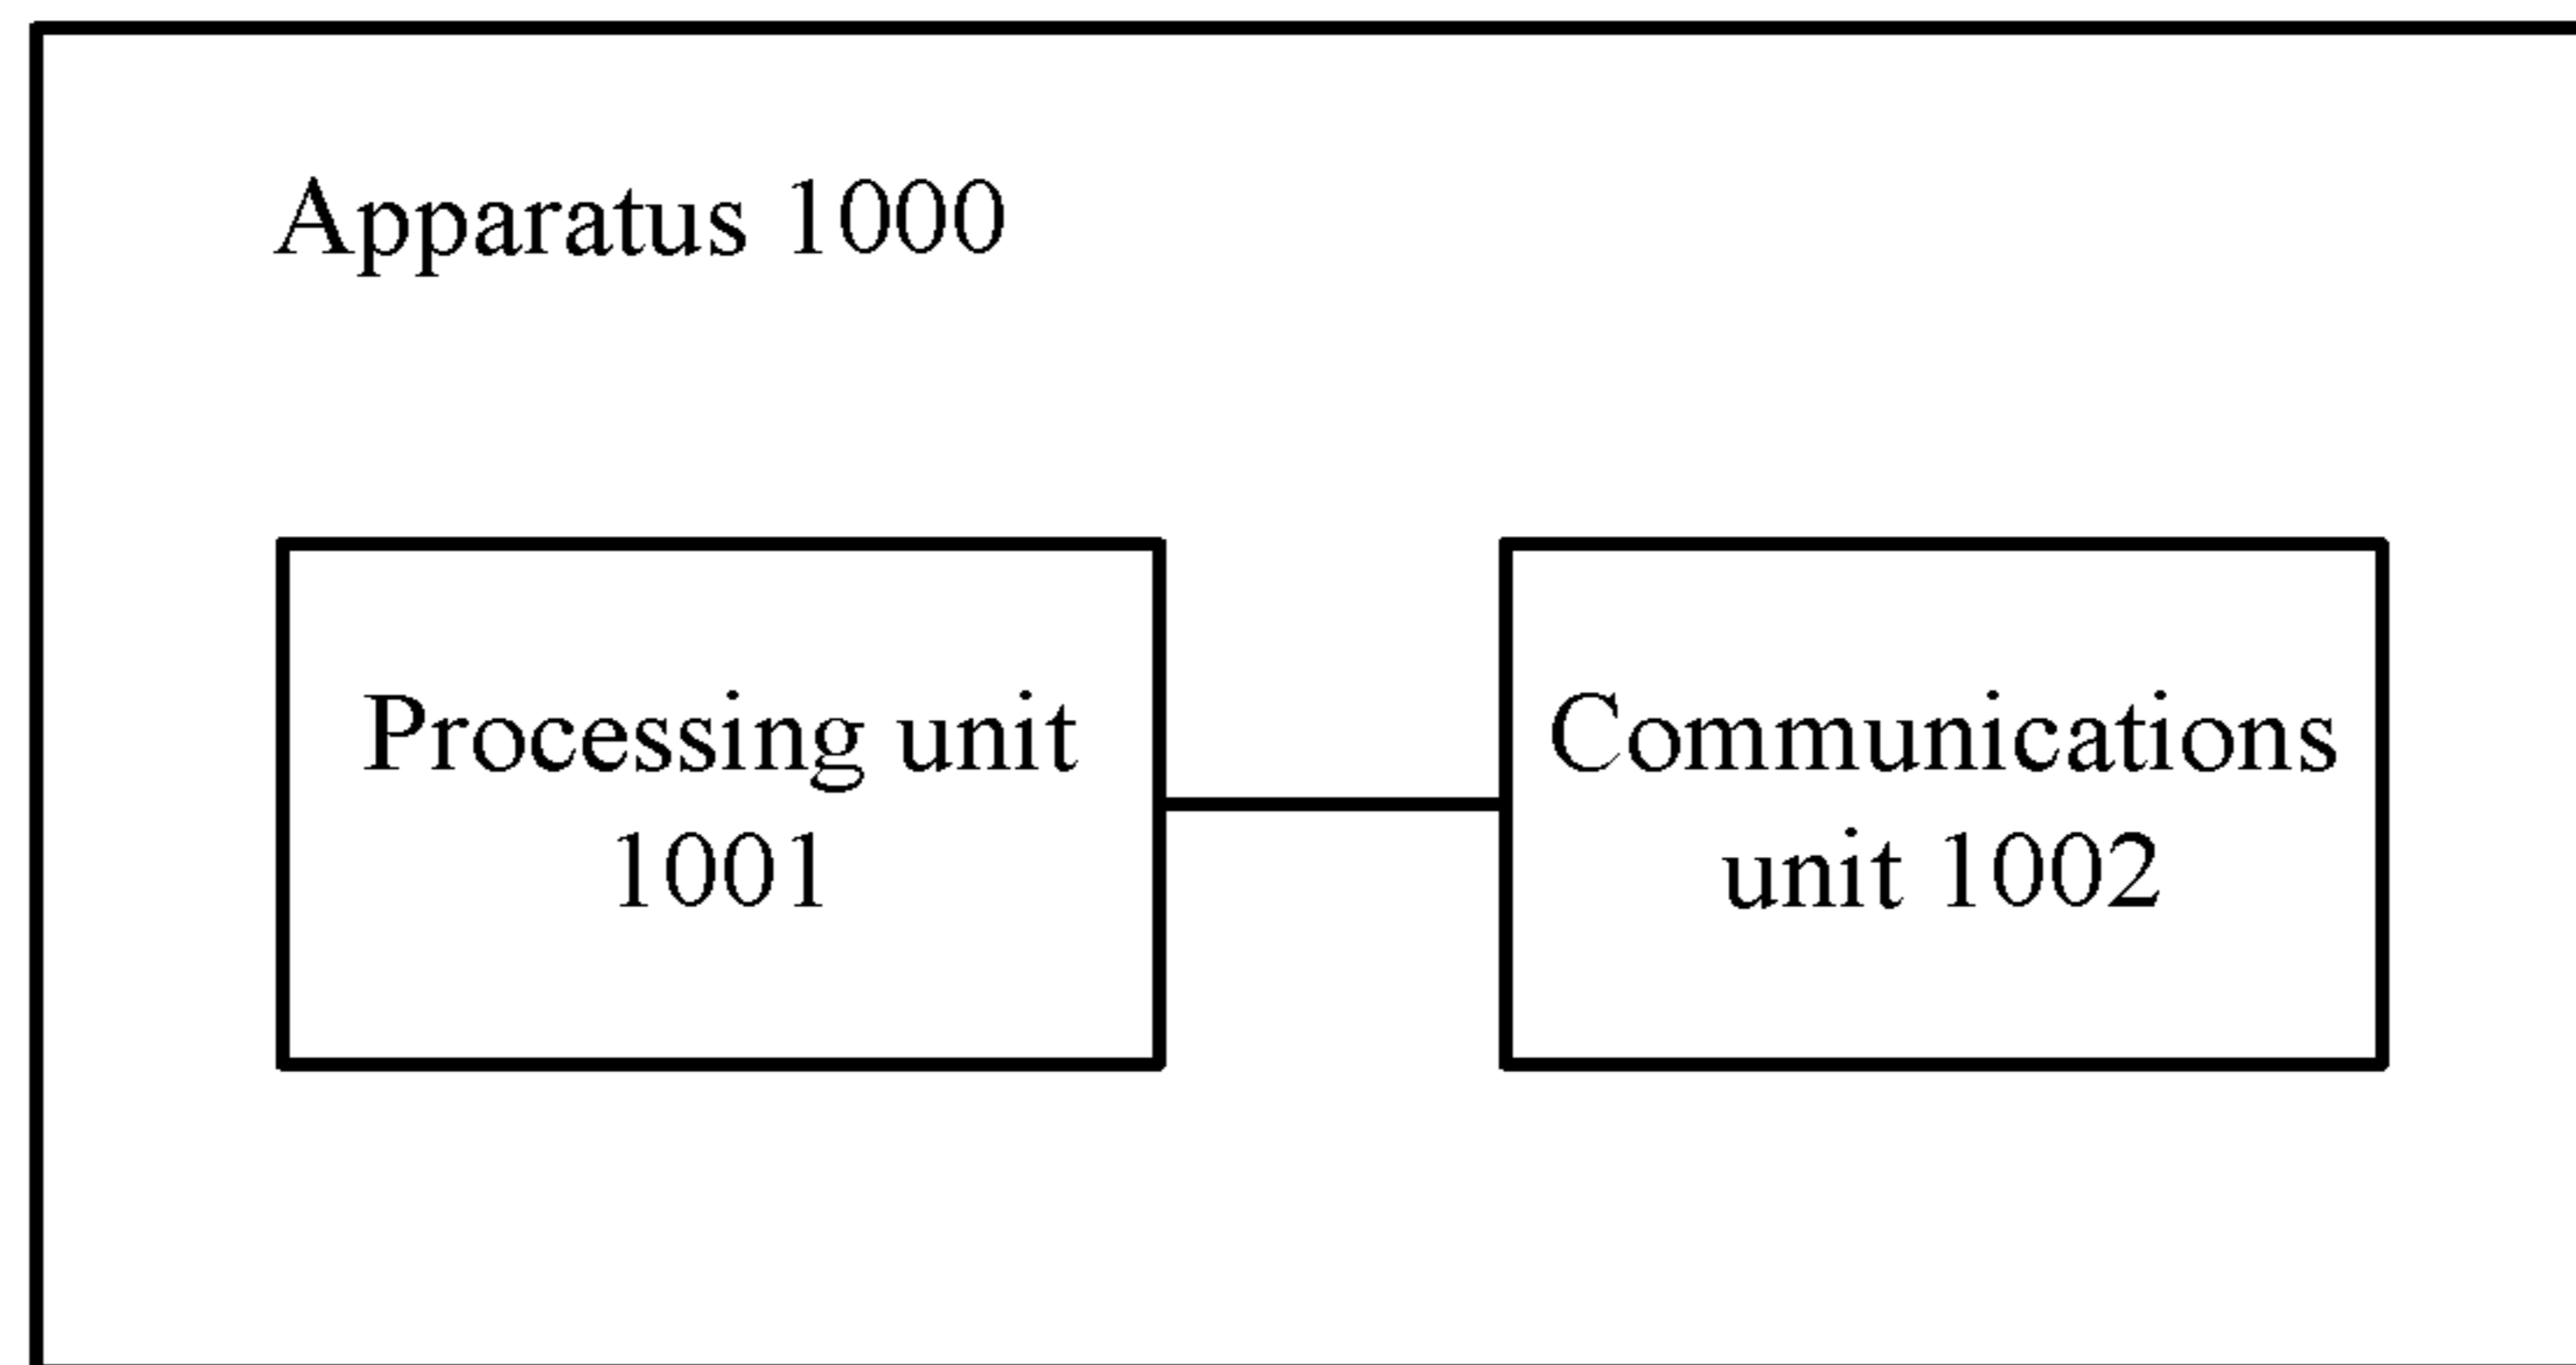 Apparatus 1000
Processing unit
1001
Communications
unit 1002